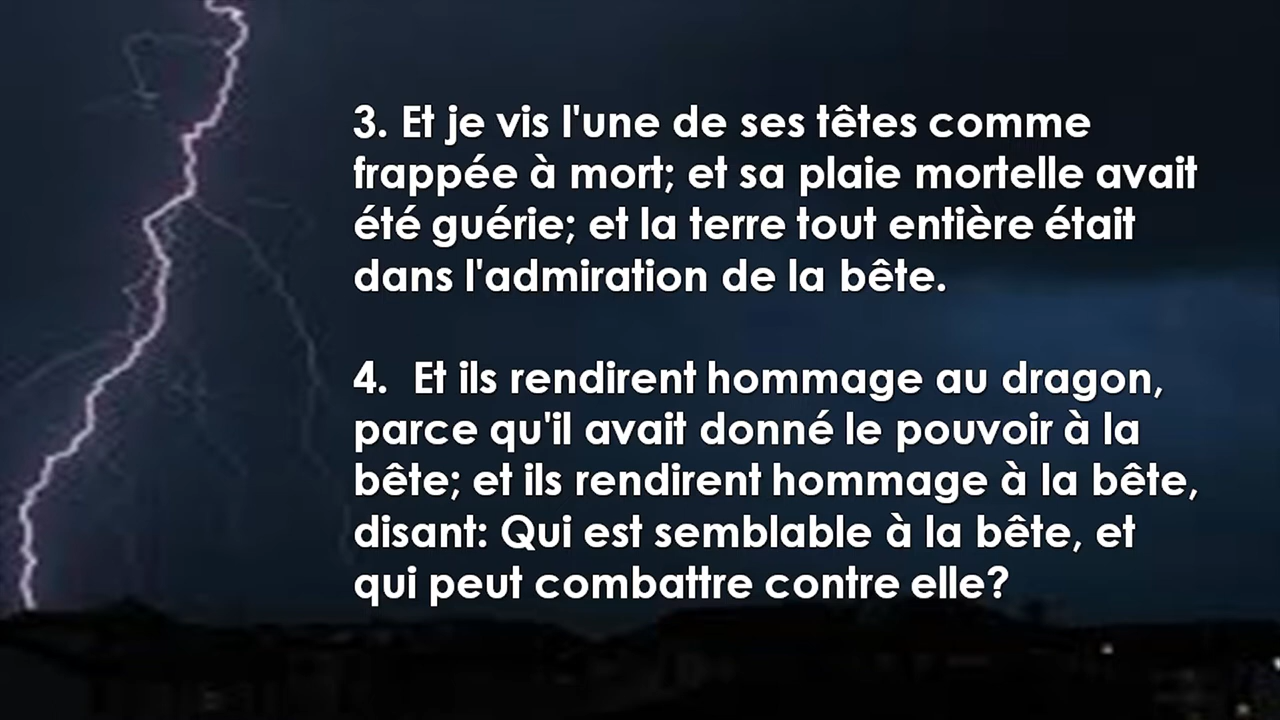 3. Et je vis l'une de ses têtes comme
frappée à mort; et sa plaie mortelle avait
été guérie; et la terre tout entière était
dans l'admiration de la bête.
4. Et ils rendirent hommage au dragon,
parce qu'il avait donné le pouvoir à la
bête; et ils rendirent hommage à la bête,
disant: Qui est semblable à la bête, et
qui peut combattre contre elle?